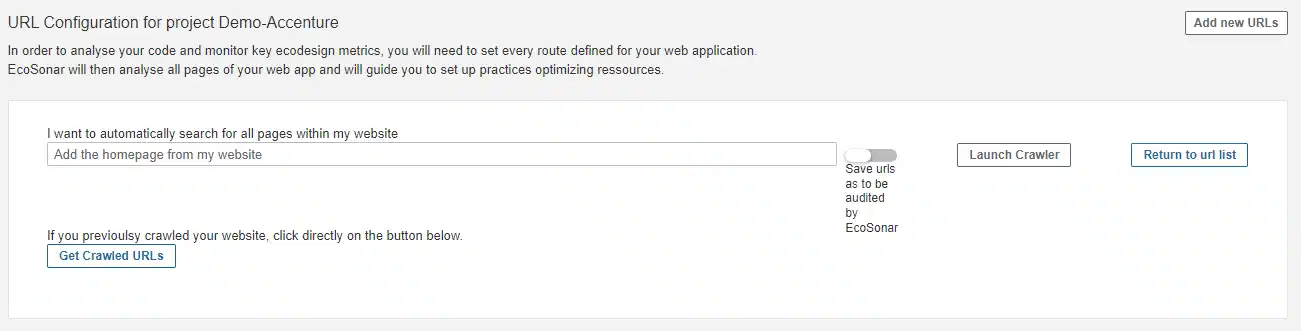 URL Configuration for project Demo-Accenture
Add new URLs
In order to analyse your code and monitor key ecodesign metrics, you will need to set every route defined for your web application.
EcoSonar will then analyse all pages of your web app and will guide you to set up practices optimizing ressources.
I want to automatically search for all pages within my website
Add the homepage from my website
Save urls
as to be
audited
by
EcoSonar
Launch Crawler
Return to url list
If you previoulsy crawled your website, click directly on the button below.
Get Crawled URLs